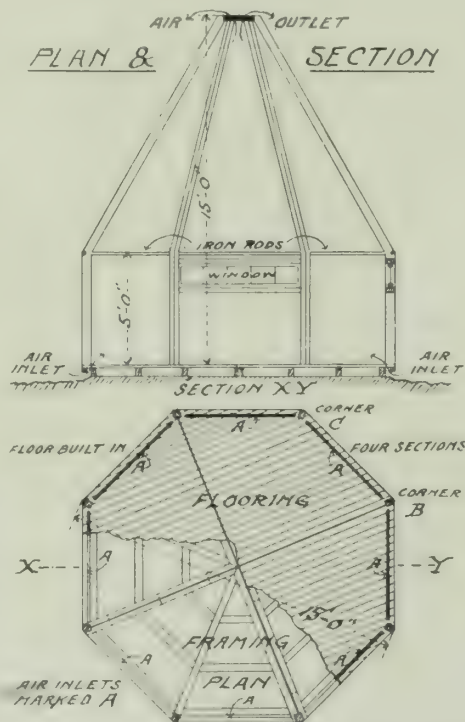 AIR OUTLET
PLAN & SECTION
15'-0"
IRON RODS
WINDOW
5'-0"
AIR INLET
AIR INLET
SECTION XY
CORNER C
A
FLOOR BUILT IN
FOUR SECTIONS
A
A
FLOORING
CORNER B
X
A
A
Y
15'-0"
A
FRAMING
A
PLAN
AIR INLETS MARKED A
A